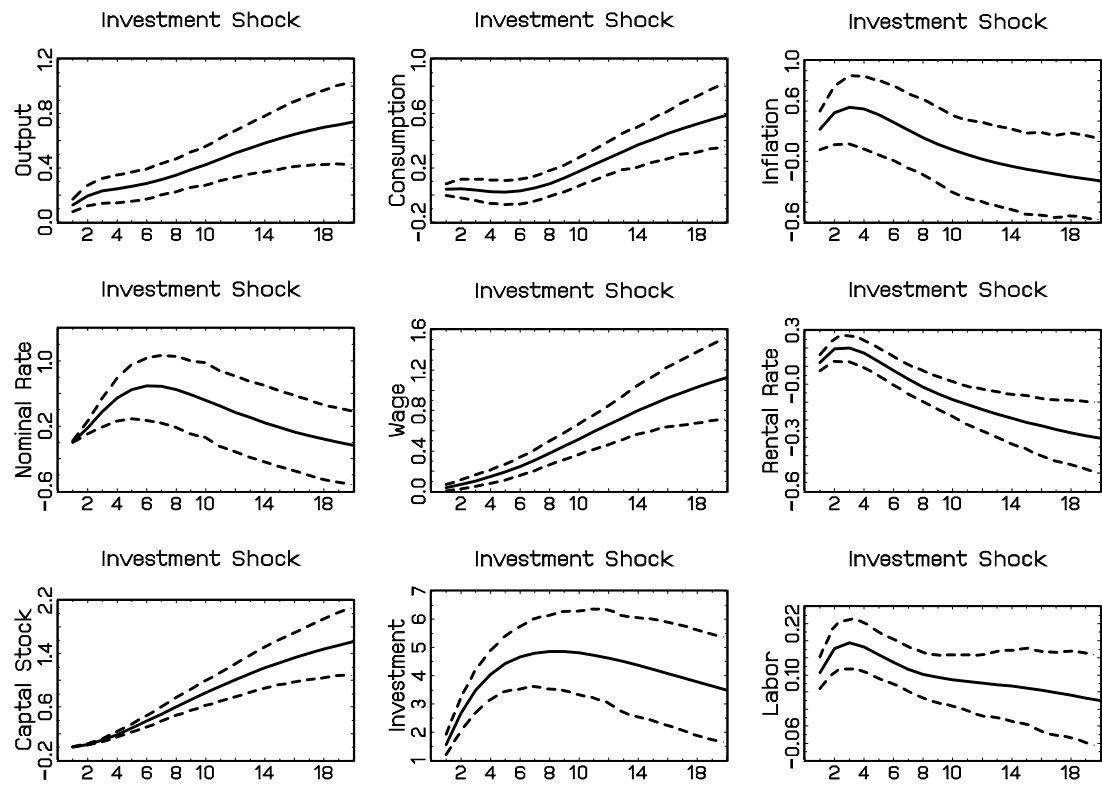 Investment Shock
Investment Shock
Investment Shock
Output
0.0 0.4 0.8 1.2
2 4 6 8 10 14 18
Consumption
-0.2 0.2 0.6 1.0
2 4 6 8 10 14 18
Inflation
-0.6 -0.0 0.6 1.0
2 4 6 8 10 14 18
Investment Shock
Investment Shock
Investment Shock
Nominal Rate
-0.6 0.2 1.0
2 4 6 8 10 14 18
Wage
0.0 0.4 0.8 1.2 1.6
2 4 6 8 10 14 18
Rental Rate
-0.6 -0.3 -0.0 0.3
2 4 6 8 10 14 18
Investment Shock
Investment Shock
Investment Shock
Captal Stock
-0.2 0.6 1.4 2.2
2 4 6 8 10 14 18
Investment
1 2 3 4 5 6 7
2 4 6 8 10 14 18
Labor
-0.06 0.10 0.22
2 4 6 8 10 14 18